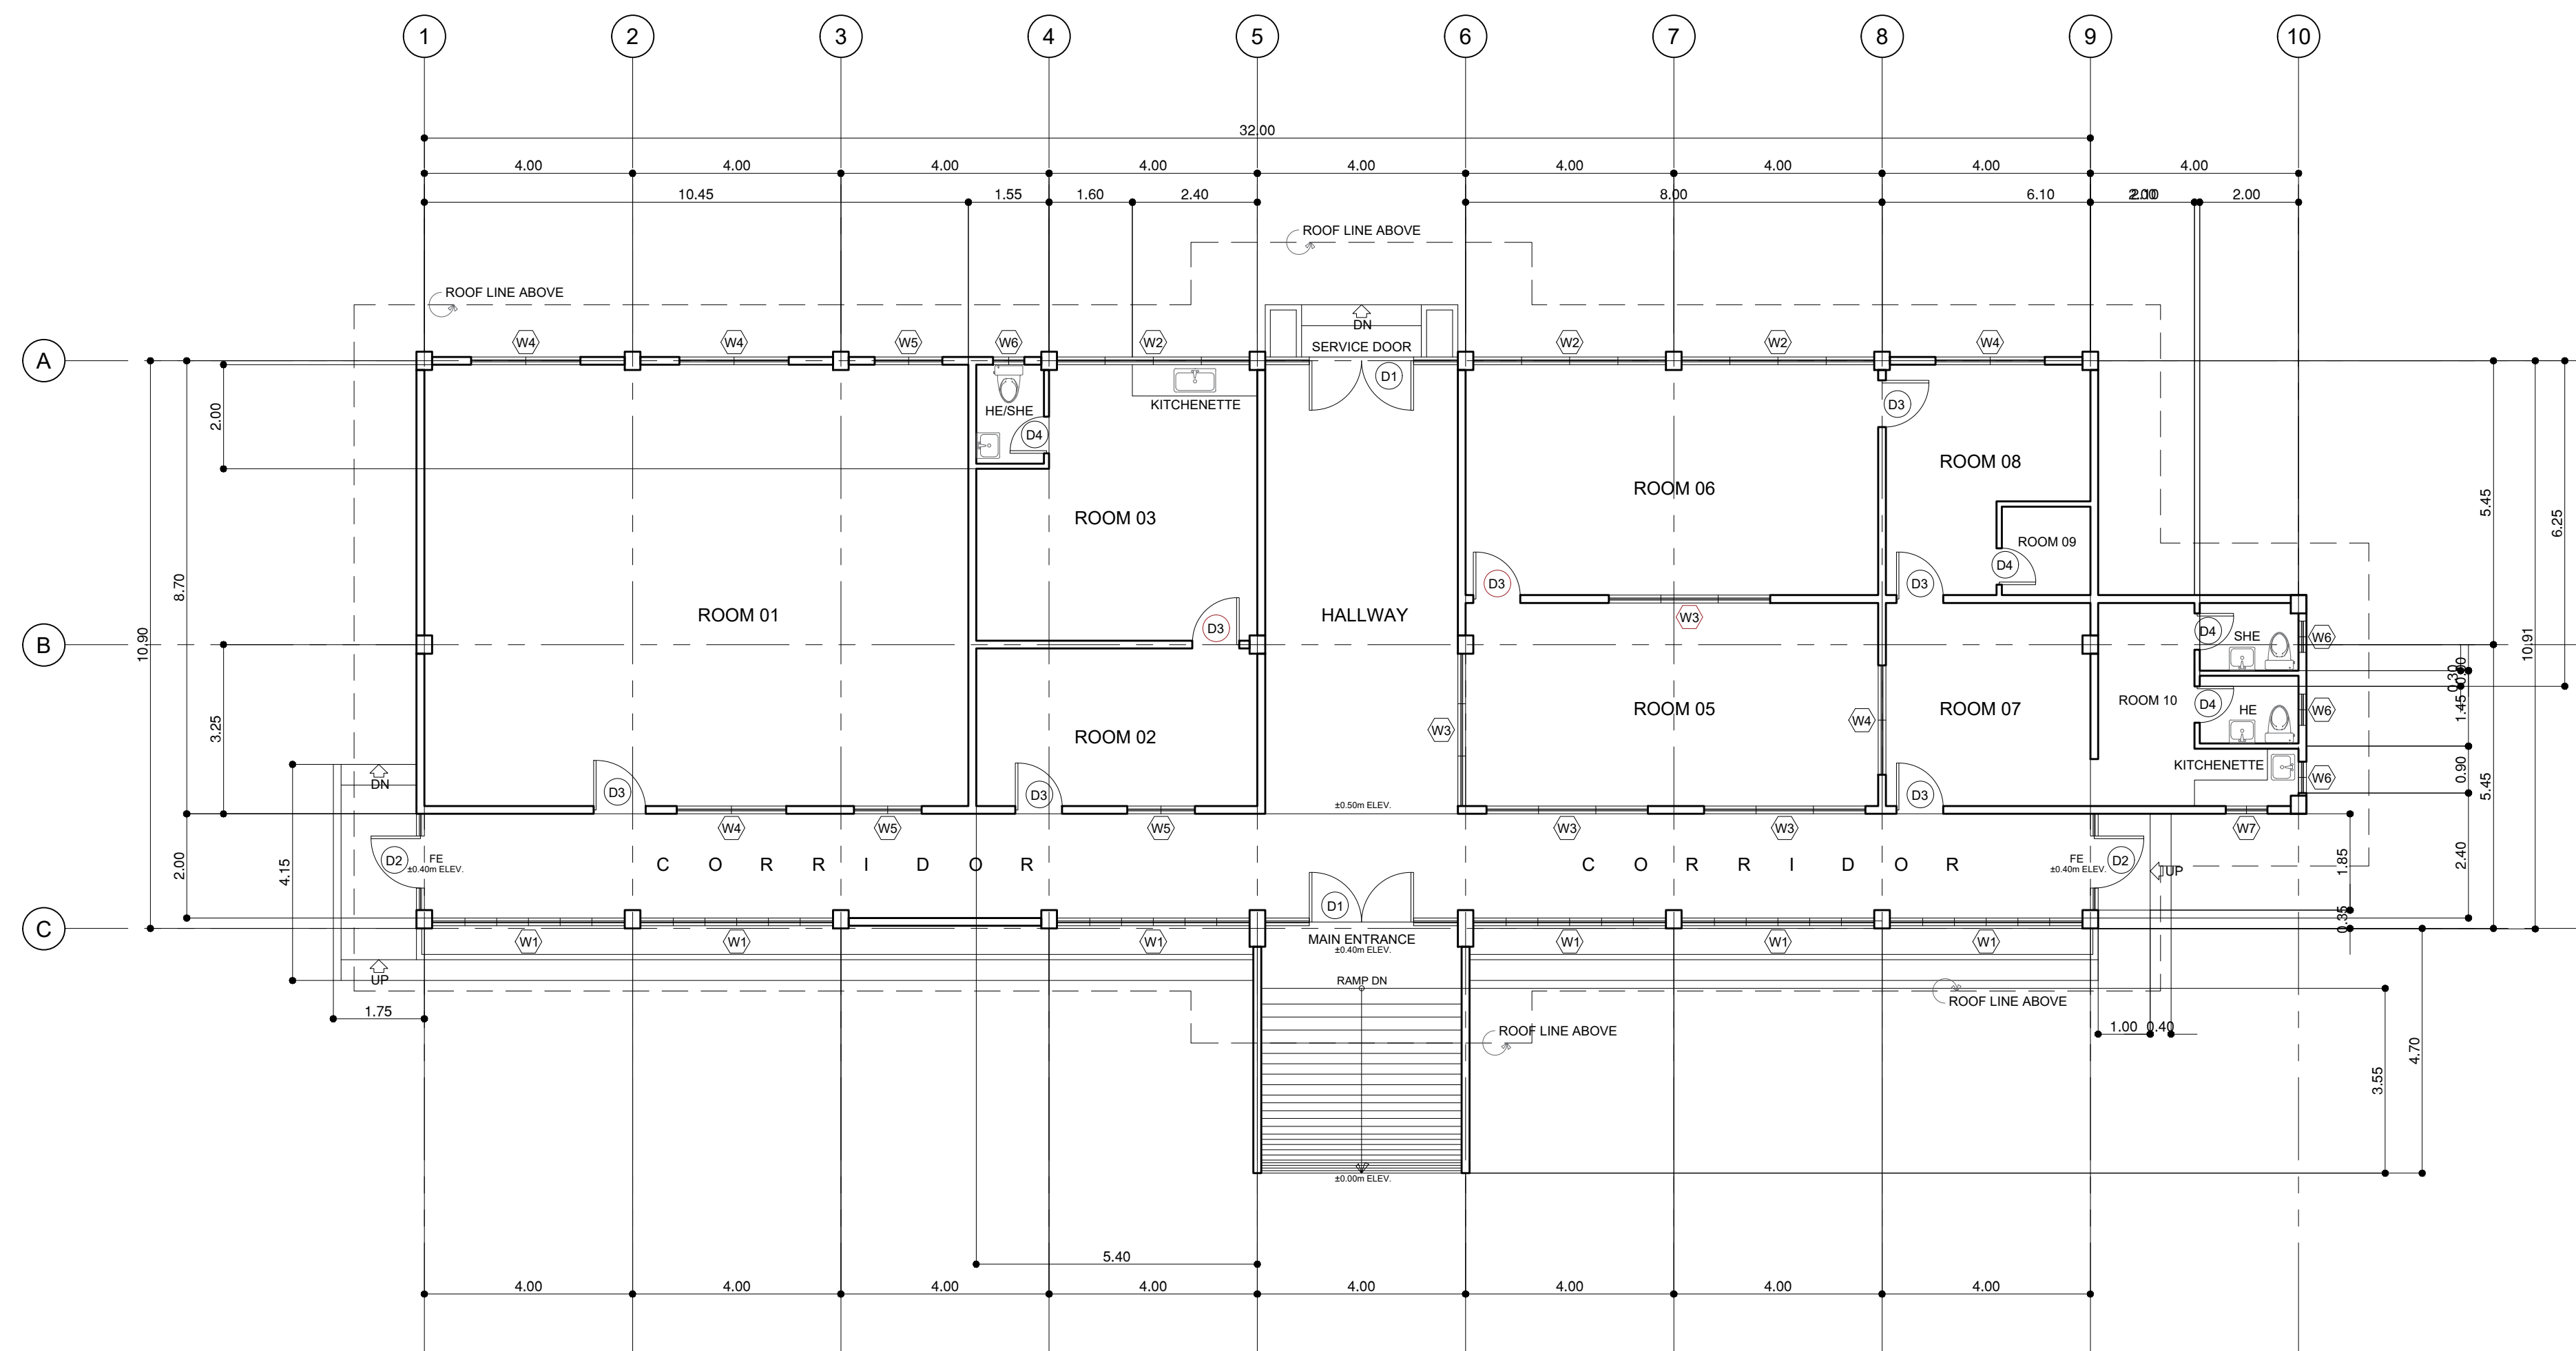 1 2 3 4 5 6 7 8 9 10
32.00
4.00 4.00 4.00 4.00 4.00 4.00 4.00 4.00 4.00
10.45 1.55 1.60 2.40 8.00 6.10 2.00
ROOF LINE ABOVE
ROOF LINE ABOVE
DN
W4 W4 W5 W6 W2 SERVICE DOOR W2 W2 W4
A
D1
HE/SHE KITCHENETTE D3
2.00
D4
ROOM 08
ROOM 06
5.45
6.25
ROOM 03
ROOM 09
D4
8.70
D3 D3
ROOM 01 HALLWAY W3
D3
D4 SHE W6
B
10.90
10.91
0.30
ROOM 10
D4 HE W6
1.45
ROOM 05 ROOM 07
3.25
W4
W3
ROOM 02
KITCHENETTE
W6
0.90
5.45
DN
D3 D3 D3
±0.50m ELEV.
W4 W5 W5 W3 W3 W7
2.00
4.15
D2 FE
±0.40m ELEV.
CORRIDOR CORRIDOR
FE D2
±0.40m ELEV.
UP
1.85
2.40
D1
0.35
C
W1 W1 W1 MAIN ENTRANCE W1 W1 W1
±0.40m ELEV.
UP
RAMP DN
ROOF LINE ABOVE
1.75
ROOF LINE ABOVE
1.00 0.40
4.70
3.55
±0.00m ELEV.
5.40
4.00 4.00 4.00 4.00 4.00 4.00 4.00 4.00